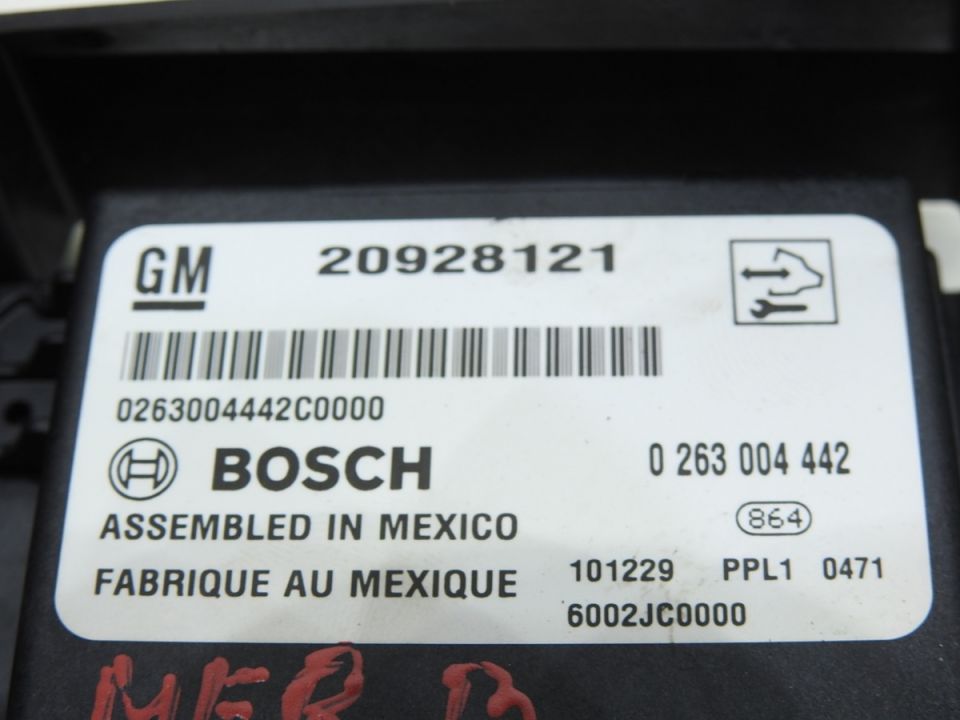 GM 20928121
0263004442C0000
BOSCH 0 263 004 442
ASSEMBLED IN MEXICO 864
FABRIQUE AU MEXIQUE 101229 PPL1 0471
6002JC0000